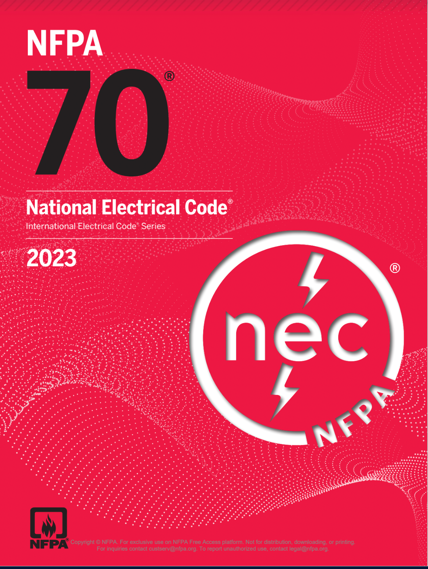 NFPA
70®
National Electrical Code®
International Electrical Code® Series
2023
®
nec
NFPA
NFPA
Copyright © NFPA. For exclusive use on NFPA Free Access platform. Not for distribution, downloading, or printing.
For inquiries contact custserv@nfpa.org. To report unauthorized use, contact legal@nfpa.org